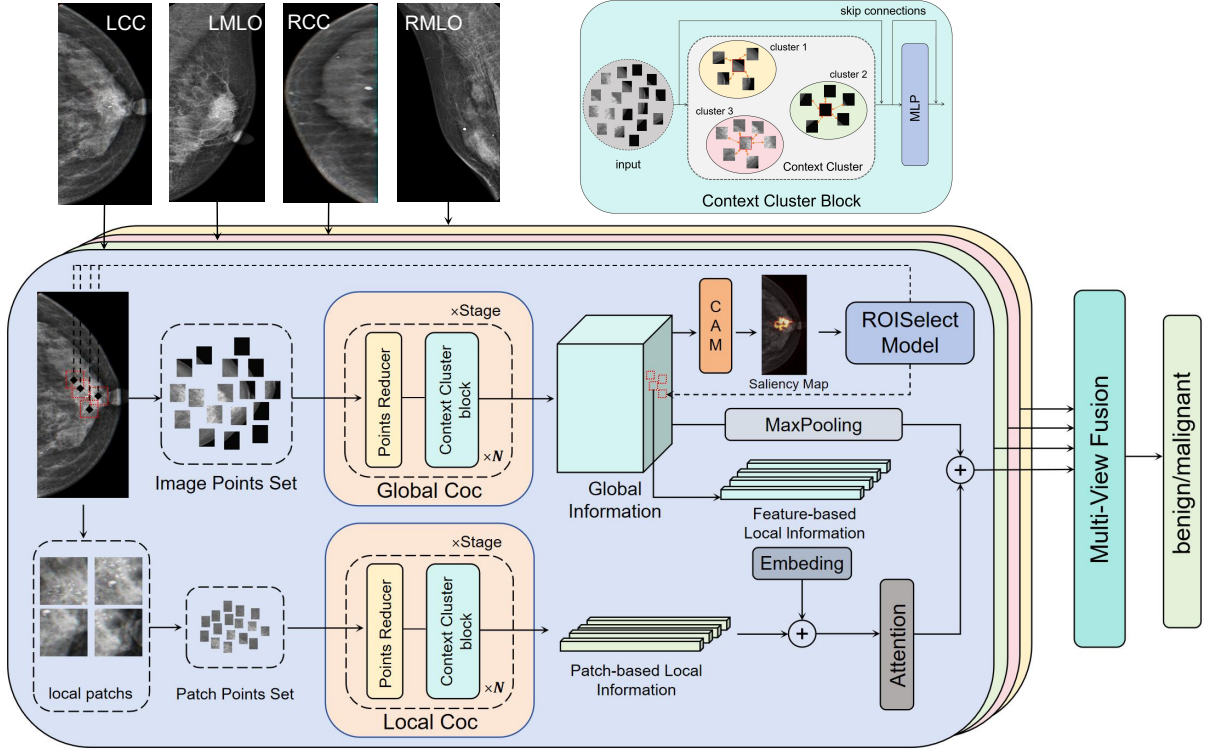 LCC
LMLO
RCC
RMLO
skip connections
cluster 1
cluster 2
cluster 3
MLP
input
Context Cluster
Context Cluster Block
×Stage
Points Reducer
Context Cluster
block
×N
Global Coc
Image Points Set
CAM
Saliency Map
ROISelect
Model
MaxPooling
Global
Information
Feature-based
Local Information
Embeding
Attention
local patchs
Patch Points Set
×Stage
Points Reducer
Context Cluster
block
×N
Local Coc
Patch-based Local
Information
Multi-View Fusion
benign/malignant